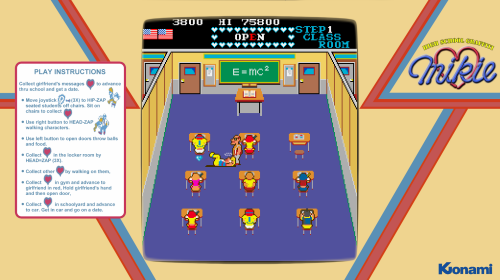 3800 HI 75800
STEP1
OPEN CLASS
ROOM
HIGH SCHOOL GRAFFITI
Mikie
E=mc²
PLAY INSTRUCTIONS
Collect girlfriend's messages to advance
thru school and get a date.
• Move joystick (3X) to HIP-ZAP
seated students off chairs. Sit on
chairs to collect
• Use right button to HEAD-ZAP
walking characters.
• Use left button to open doors throw balls
and food.
• Collect in the locker room by
HEAD-ZAP (3X).
• Collect other by walking on them.
• Collect in gym and advance to
girlfriend in red. Hold girlfriend's hand
and then open door.
• Collect in schoolyard and advance
to car. Get in car and go on a date.
Konami